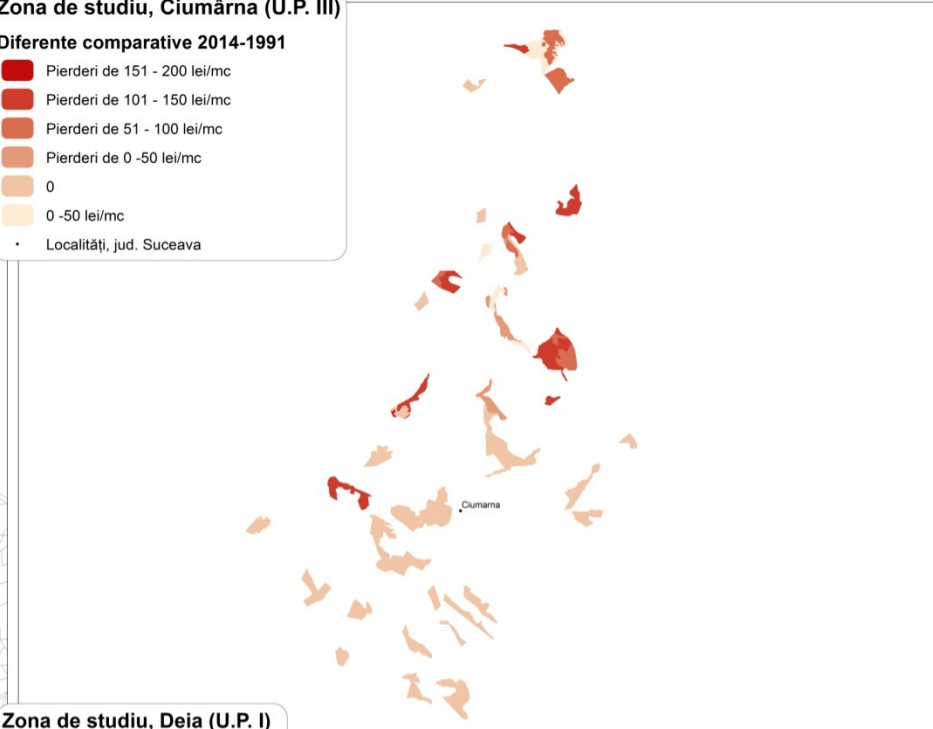 Zona de studiu, Ciumârna (U.P. III)
Diferente comparative 2014-1991
Pierderi de 151 - 200 lei/mc
Pierderi de 101 - 150 lei/mc
Pierderi de 51 - 100 lei/mc
Pierderi de 0 -50 lei/mc
0
0 -50 lei/mc
Localități, jud. Suceava
Ciumarna
Zona de studiu, Deia (U.P. I)